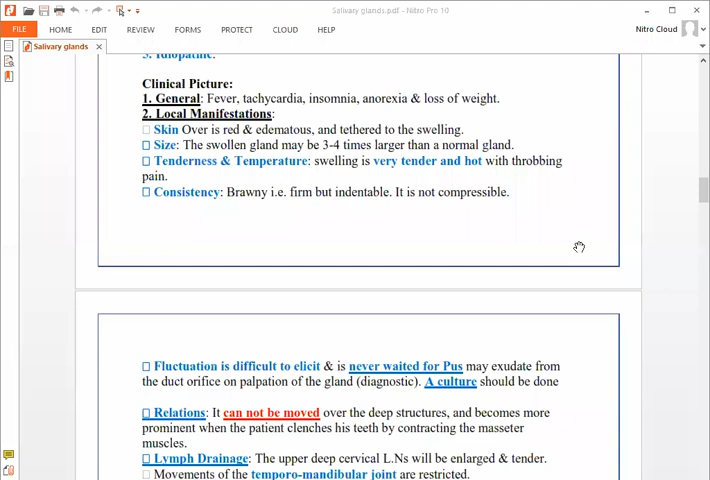 Salivary glands.pdf - Nitro Pro 10
FILE HOME EDIT REVIEW FORMS PROTECT CLOUD HELP Nitro Cloud
Salivary glands ×
5. Idiopathic.
Clinical Picture:
1. General: Fever, tachycardia, insomnia, anorexia & loss of weight.
2. Local Manifestations:
Skin Over is red & edematous, and tethered to the swelling.
Size: The swollen gland may be 3-4 times larger than a normal gland.
Tenderness & Temperature: swelling is very tender and hot with throbbing
pain.
Consistency: Brawny i.e. firm but indentable. It is not compressible.
Fluctuation is difficult to elicit & is never waited for Pus may exudate from
the duct orifice on palpation of the gland (diagnostic). A culture should be done
Relations: It can not be moved over the deep structures, and becomes more
prominent when the patient clenches his teeth by contracting the masseter
muscles.
Lymph Drainage: The upper deep cervical L.Ns will be enlarged & tender.
Movements of the temporo-mandibular joint are restricted.